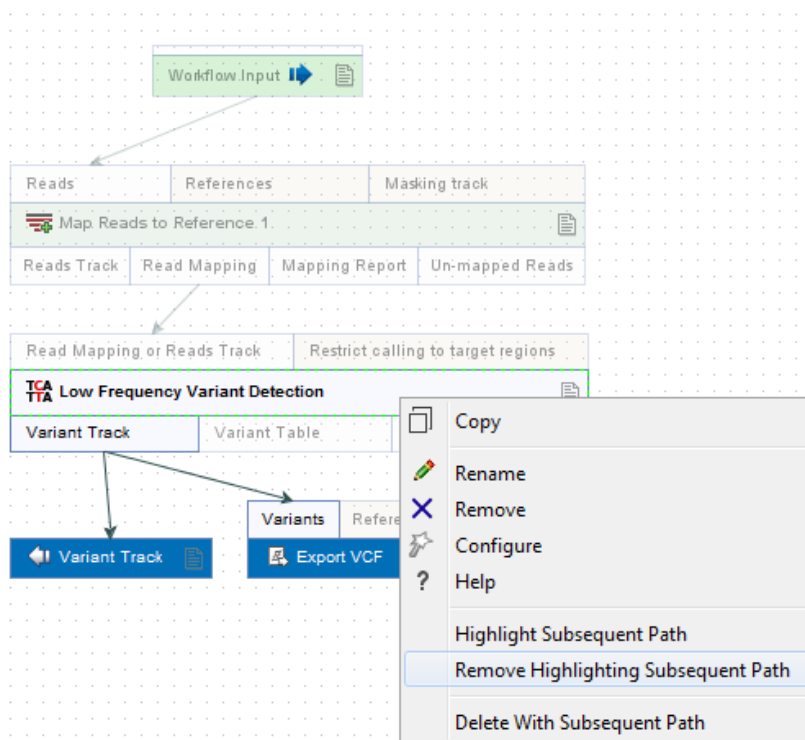 Workflow Input
Reads References Masking track
Map Reads to Reference 1
Reads Track Read Mapping Mapping Report Un-mapped Reads
Read Mapping or Reads Track Restrict calling to target regions
TCA
TTA
Low Frequency Variant Detection
Variant Track Variant Table
Variants Refere
Variant Track Export VCF
Copy
Rename
Remove
Configure
? Help
Highlight Subsequent Path
Remove Highlighting Subsequent Path
Delete With Subsequent Path